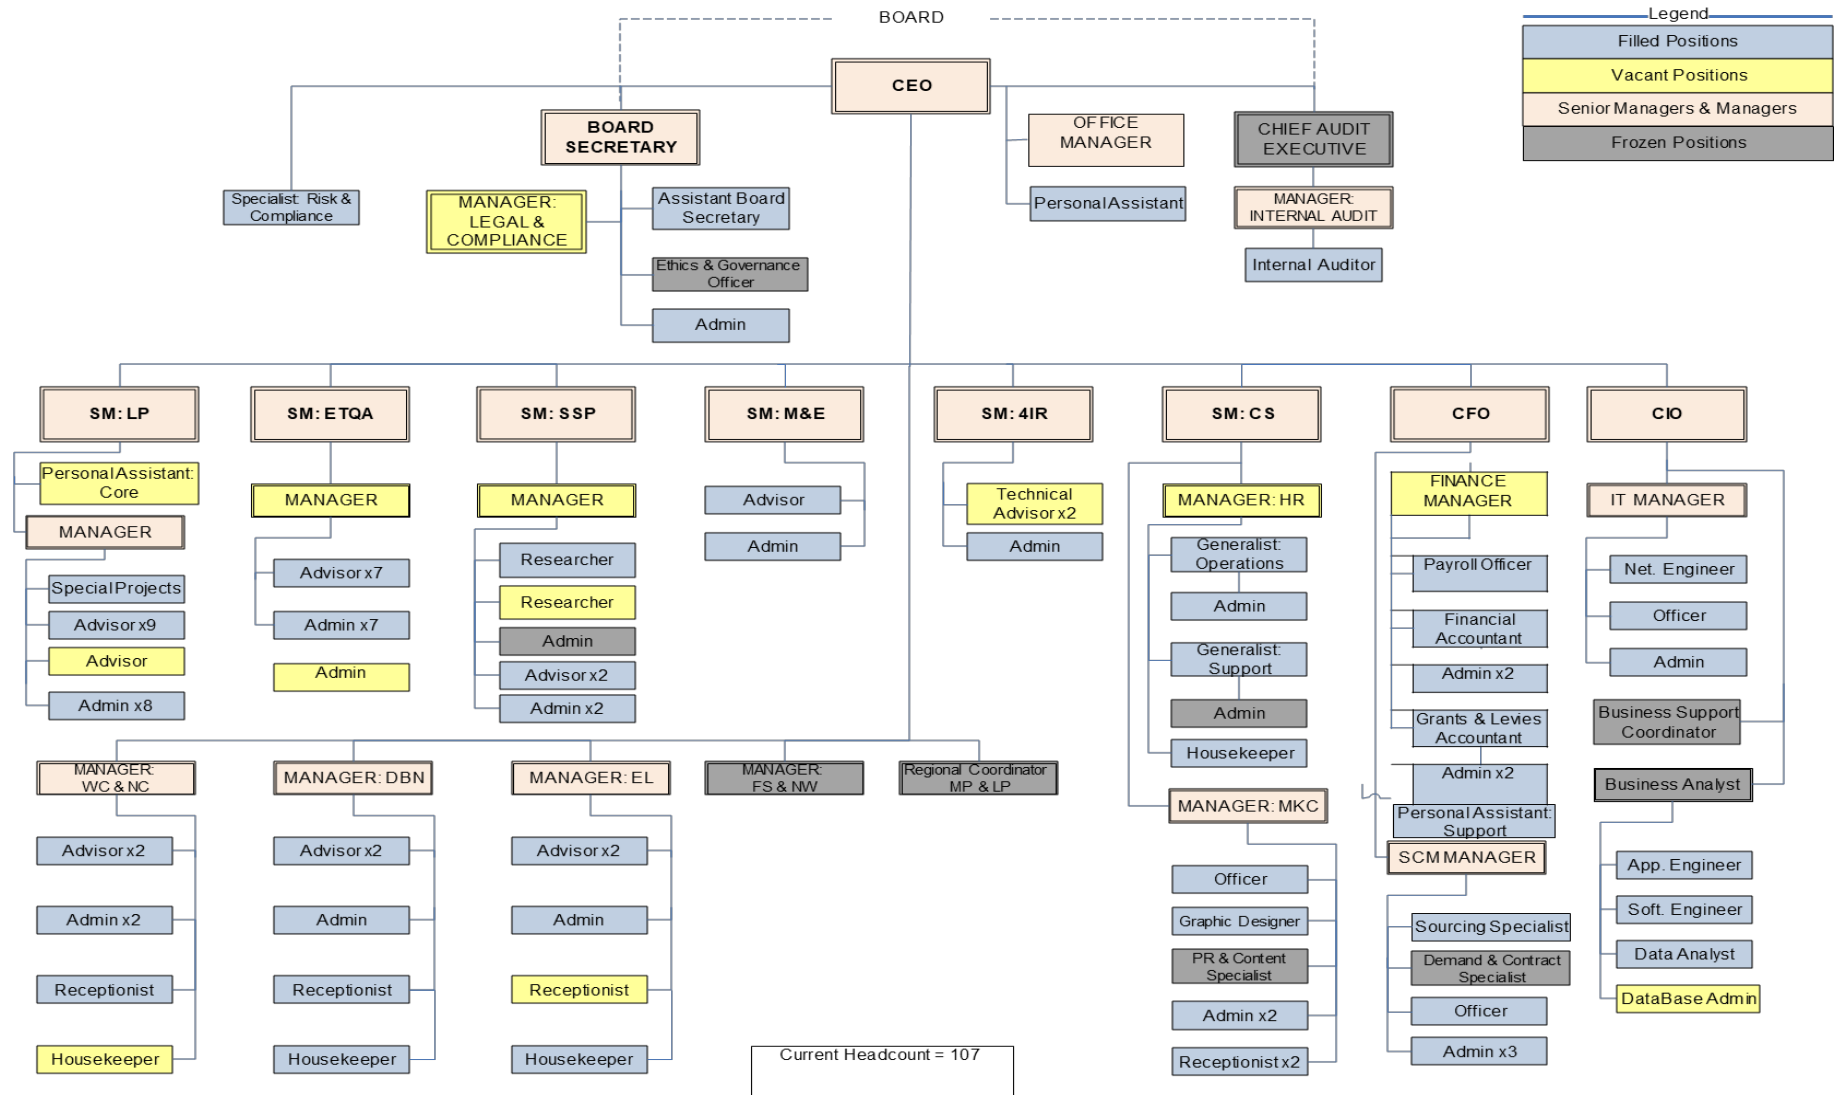 BOARD
Legend
Filled Positions
Vacant Positions
Senior Managers & Managers
Frozen Positions
CEO
BOARD
SECRETARY
OFFICE
MANAGER
CHIEF AUDIT
EXECUTIVE
Specialist: Risk &
Compliance
MANAGER:
LEGAL &
COMPLIANCE
Assistant Board
Secretary
Personal Assistant
MANAGER:
INTERNAL AUDIT
Ethics & Governance
Officer
Internal Auditor
Admin
SM: LP
SM: ETQA
SM: SSP
SM: M&E
SM: 4IR
SM: CS
CFO
CIO
Personal Assistant:
Core
MANAGER
Special Projects
Advisor x9
Advisor
Admin x8
MANAGER
Advisor x7
Admin x7
Admin
MANAGER
Researcher
Researcher
Admin
Advisor x2
Admin x2
Advisor
Admin
Technical
Advisor x2
Admin
MANAGER: HR
Generalist:
Operations
Admin
Generalist:
Support
Admin
Housekeeper
MANAGER: MKC
Officer
Graphic Designer
PR & Content
Specialist
Admin x2
Receptionist x2
FINANCE
MANAGER
Payroll Officer
Financial
Accountant
Admin x2
Grants & Levies
Accountant
Admin x2
Personal Assistant:
Support
SCM MANAGER
Sourcing Specialist
Demand & Contract
Specialist
Officer
Admin x3
IT MANAGER
Net. Engineer
Officer
Admin
Business Support
Coordinator
Business Analyst
App. Engineer
Soft. Engineer
Data Analyst
DataBase Admin
MANAGER:
WC & NC
Advisor x2
Admin x2
Receptionist
Housekeeper
MANAGER: DBN
Advisor x2
Admin
Receptionist
Housekeeper
MANAGER: EL
Advisor x2
Admin
Receptionist
Housekeeper
MANAGER:
FS & NW
Regional Coordinator
MP & LP
Current Headcount = 107